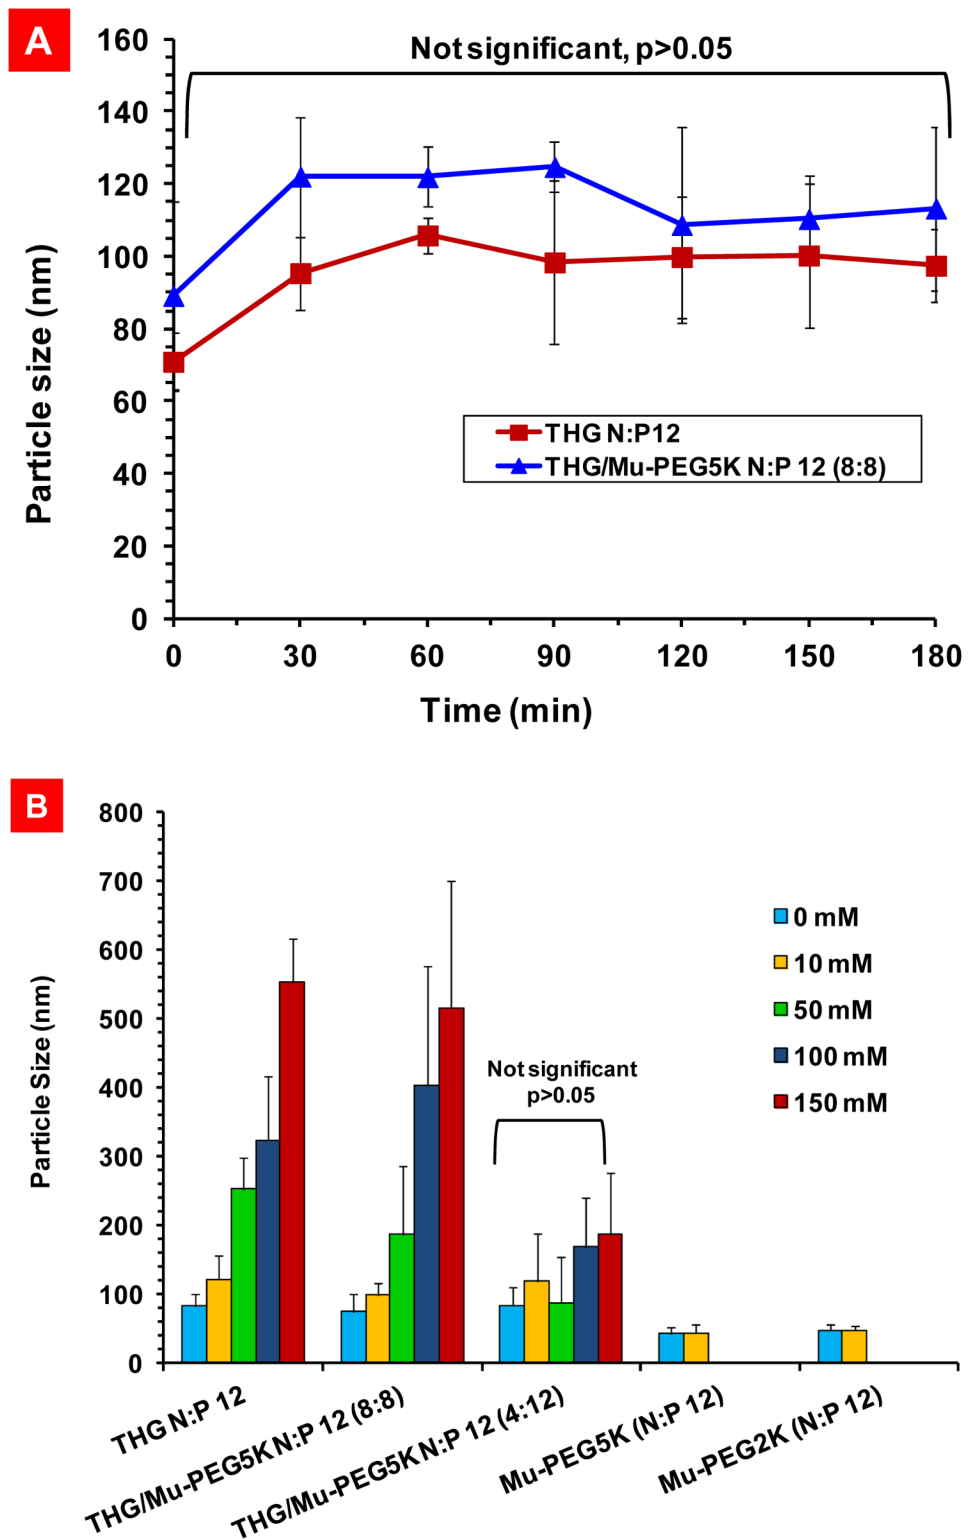 A
Not significant, p>0.05
160
140
120
100
80
60
40
20
0
Particle size (nm)
THG N:P12
THG/Mu-PEG5K N:P 12 (8:8)
0 30 60 90 120 150 180
Time (min)
B
800
700
600
500
400
300
200
100
0
Particle Size (nm)
0 mM
10 mM
50 mM
100 mM
150 mM
Not significant
p>0.05
THG N:P 12
THG/Mu-PEG5K N:P 12 (8:8)
THG/Mu-PEG5K N:P 12 (4:12)
Mu-PEG5K (N:P 12)
Mu-PEG2K (N:P 12)